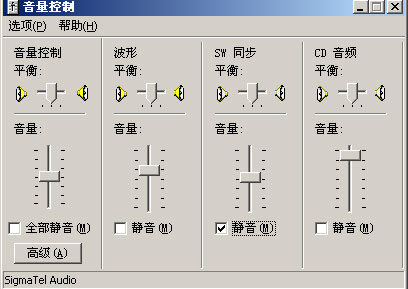 音量控制
选项(P) 帮助(H)
音量控制 波形 SW 同步 CD 音频
平衡: 平衡: 平衡: 平衡:
音量: 音量: 音量: 音量:
全部静音(M) 静音(M) 静音(M) 静音(M)
高级(A)
SigmaTel Audio